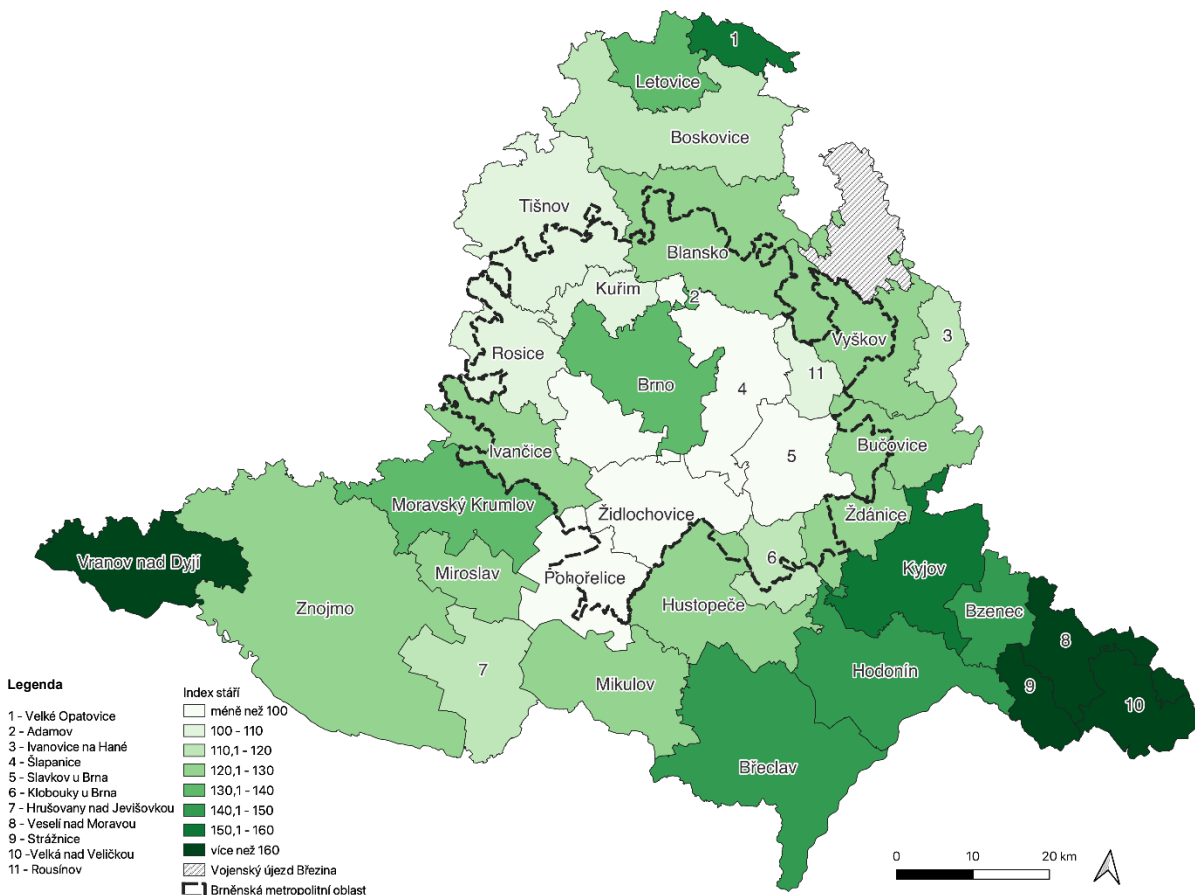 1
Letovice
Boskovice
Tišnov
Blansko
Kuřim
2
Vyškov
3
Rosice
Brno
4
11
Ivančice
5
Bučovice
Moravský Krumlov
Židlochovice
Ždánice
Vranov nad Dyjí
6
Kyjov
Miroslav
Pohořelice
Znojmo
Hustopeče
Bzenec
8
7
Mikulov
Hodonín
9
10
Břeclav
Legenda
1 - Velké Opatovice
2 - Adamov
3 - Ivanovice na Hané
4 - Šlapanice
5 - Slavkov u Brna
6 - Klobouky u Brna
7 - Hrušovany nad Jevišovkou
8 - Veselí nad Moravou
9 - Strážnice
10 -Velká nad Veličkou
11 - Rousínov
Index stáří
méně než 100
100 - 110
110,1 - 120
120,1 - 130
130,1 - 140
140,1 - 150
150,1 - 160
více než 160
Vojenský újezd Březina
Brněnská metropolitní oblast
0 10 20 km